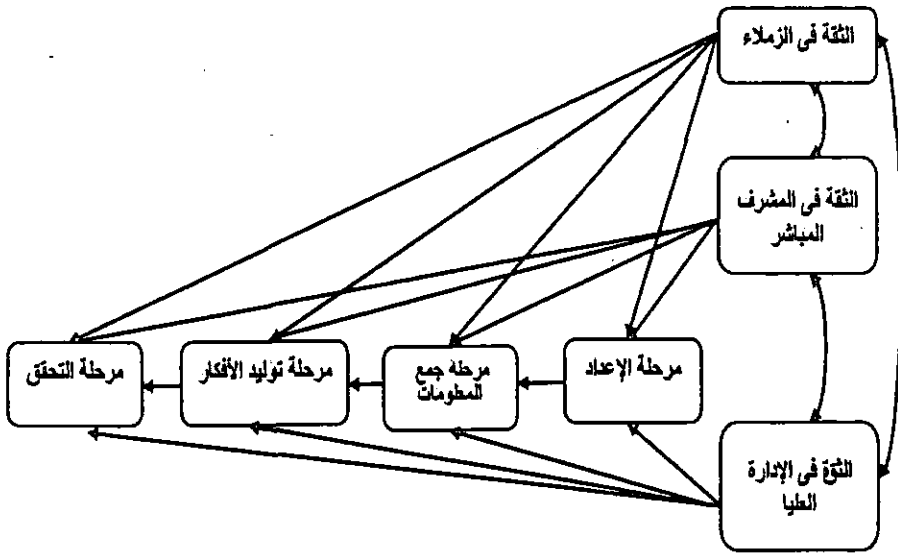 الثقة فى الزملاء
الثقة فى المشرف
المباشر
مرحلة الإعداد
مرحلة جمع
المعلومات
مرحلة توليد الأفكار
مرحلة التحقق
الثقة فى الإدارة
العليا